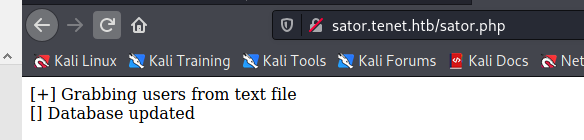 sator.tenet.htb/sator.php
Kali Linux Kali Training Kali Tools Kali Forums Kali Docs Net
[+] Grabbing users from text file
[] Database updated